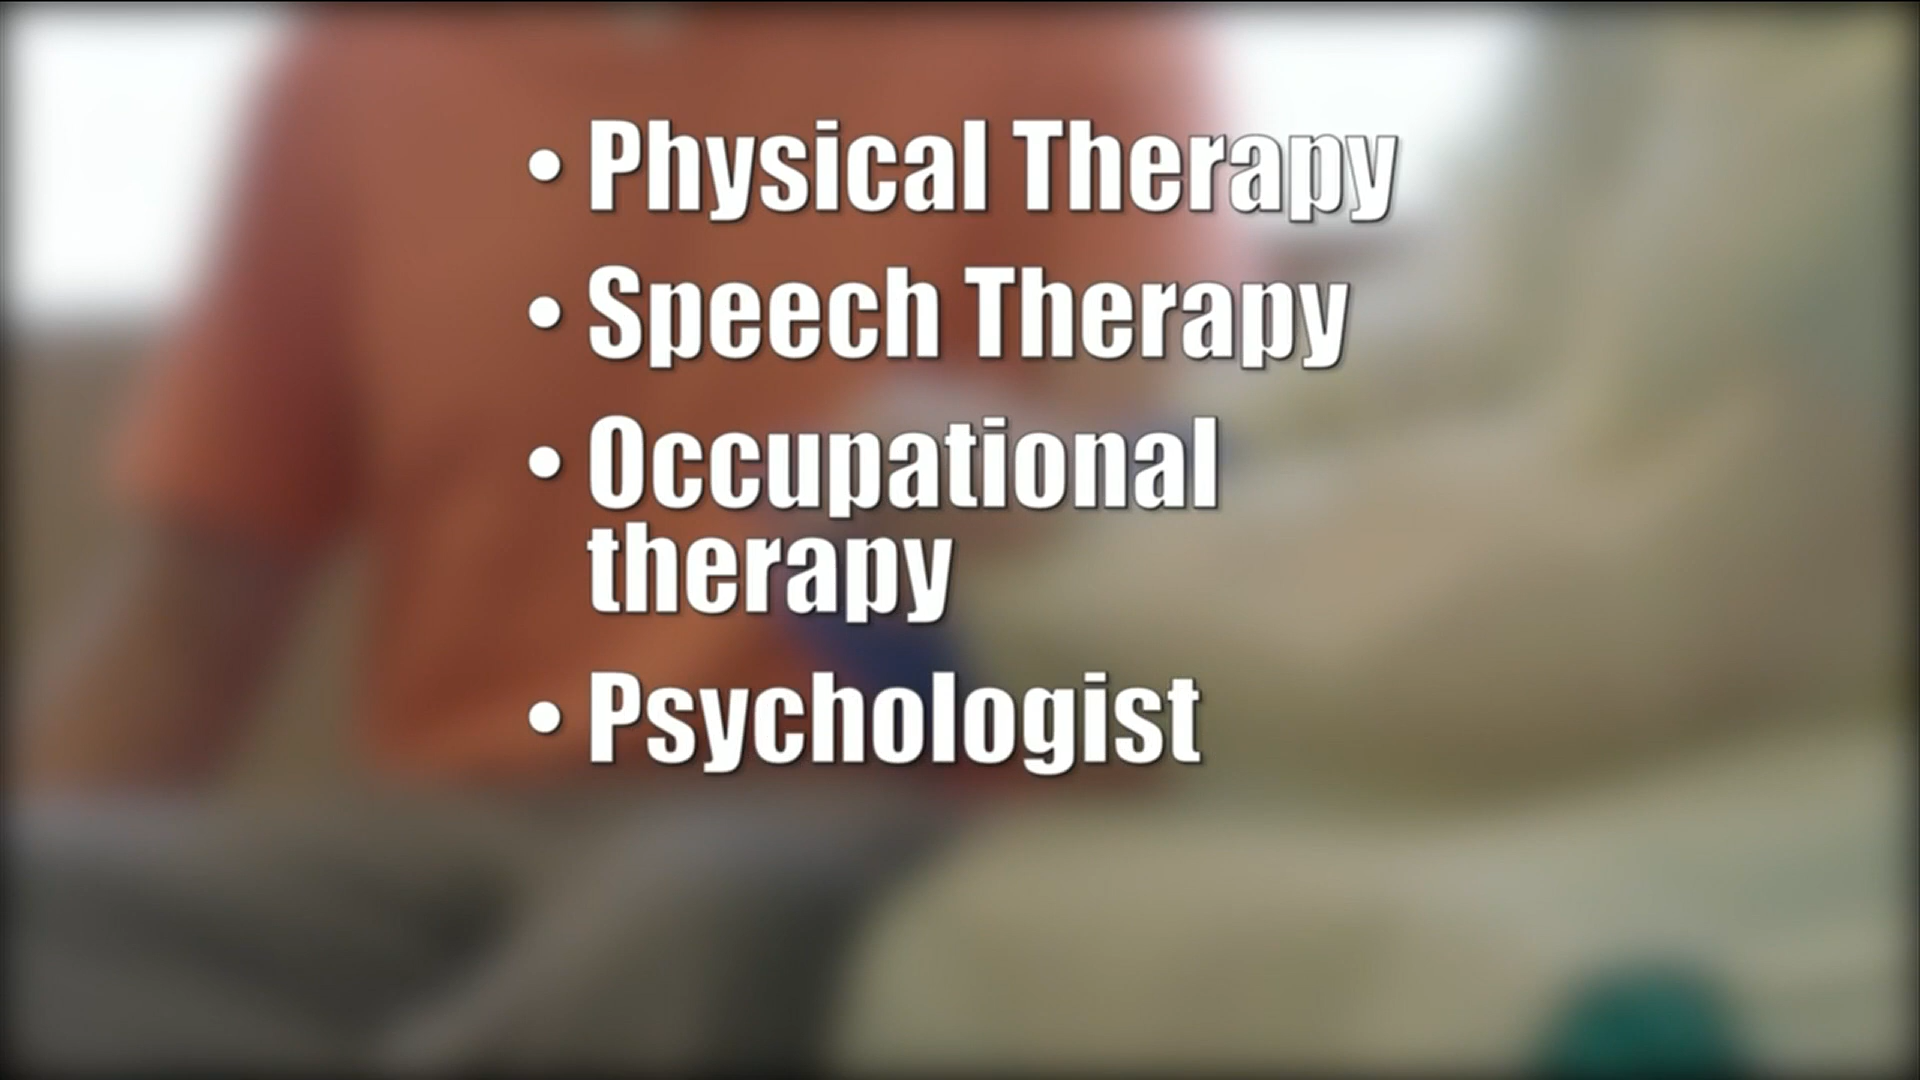 • Physical Therapy
• Speech Therapy
• Occupational
therapy
• Psychologist